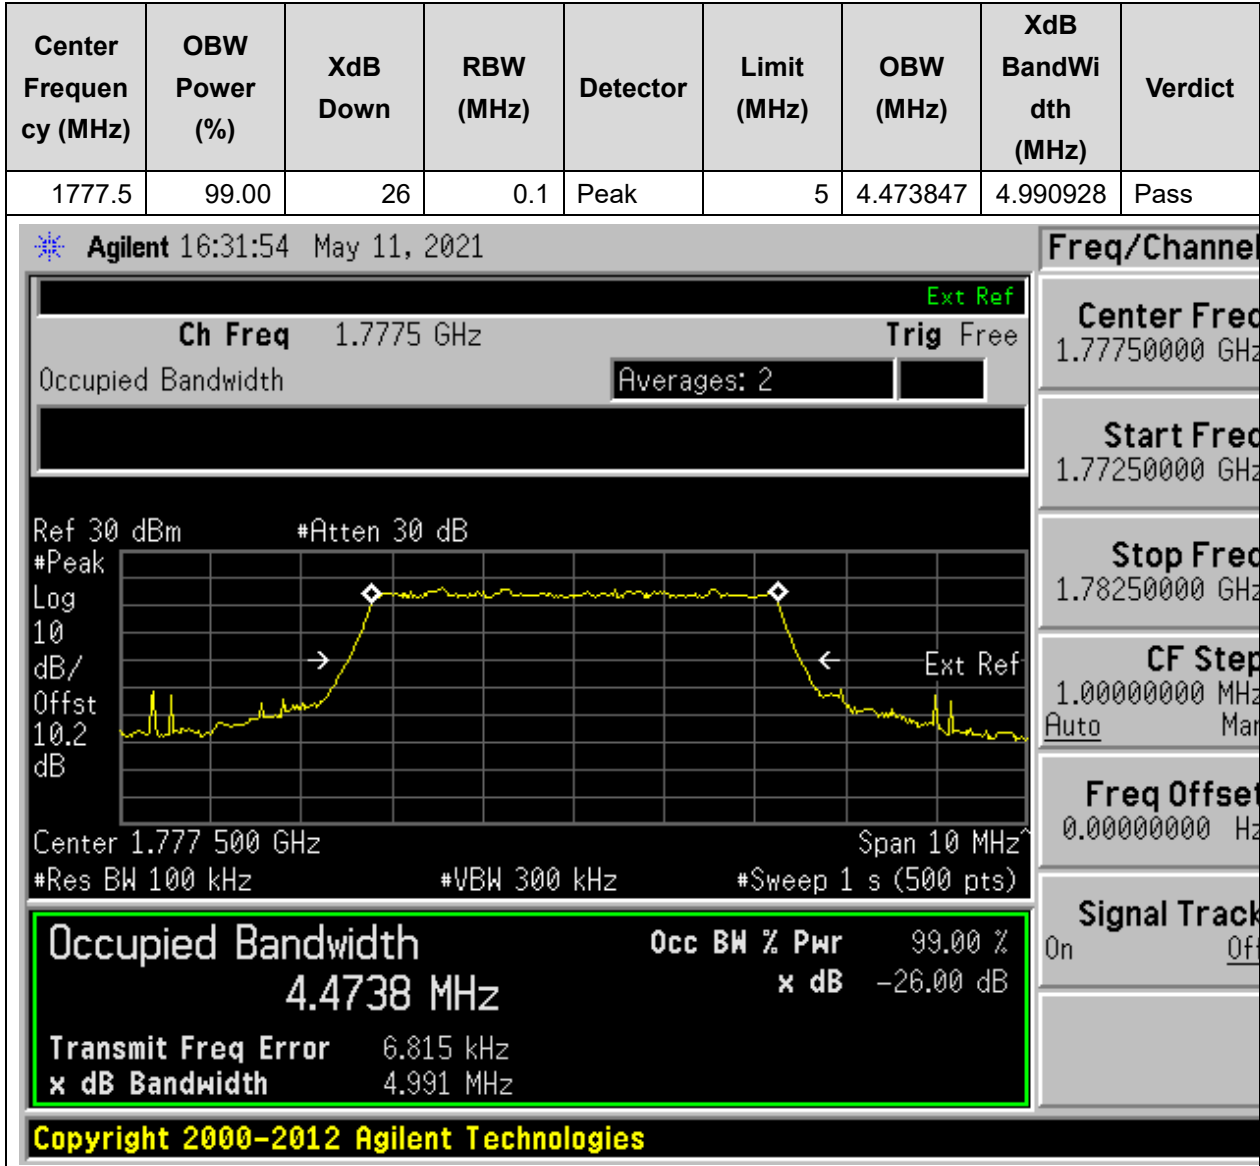 Center Frequency (MHz) OBW Power (%) XdB Down RBW (MHz) Detector Limit (MHz) OBW (MHz) XdB BandWidth (MHz) Verdict
1777.5 99.00 26 0.1 Peak 5 4.473847 4.990928 Pass
Agilent 16:31:54 May 11, 2021
Freq/Channel
Ext Ref
Ch Freq 1.7775 GHz Trig Free
Occupied Bandwidth Averages: 2
Center Freq
1.77750000 GHz
Start Freq
1.77250000 GHz
Stop Freq
1.78250000 GHz
CF Step
1.00000000 MHz
Auto Man
Freq Offset
0.00000000 Hz
Signal Track
On Off
Ref 30 dBm #Atten 30 dB
#Peak
Log
10
dB/
Offst
10.2
dB
Ext Ref
Center 1.777 500 GHz Span 10 MHz^
#Res BW 100 kHz #VBW 300 kHz #Sweep 1 s (500 pts)
Occupied Bandwidth Occ BW % Pwr 99.00 %
4.4738 MHz x dB -26.00 dB
Transmit Freq Error 6.815 kHz
x dB Bandwidth 4.991 MHz
Copyright 2000-2012 Agilent Technologies